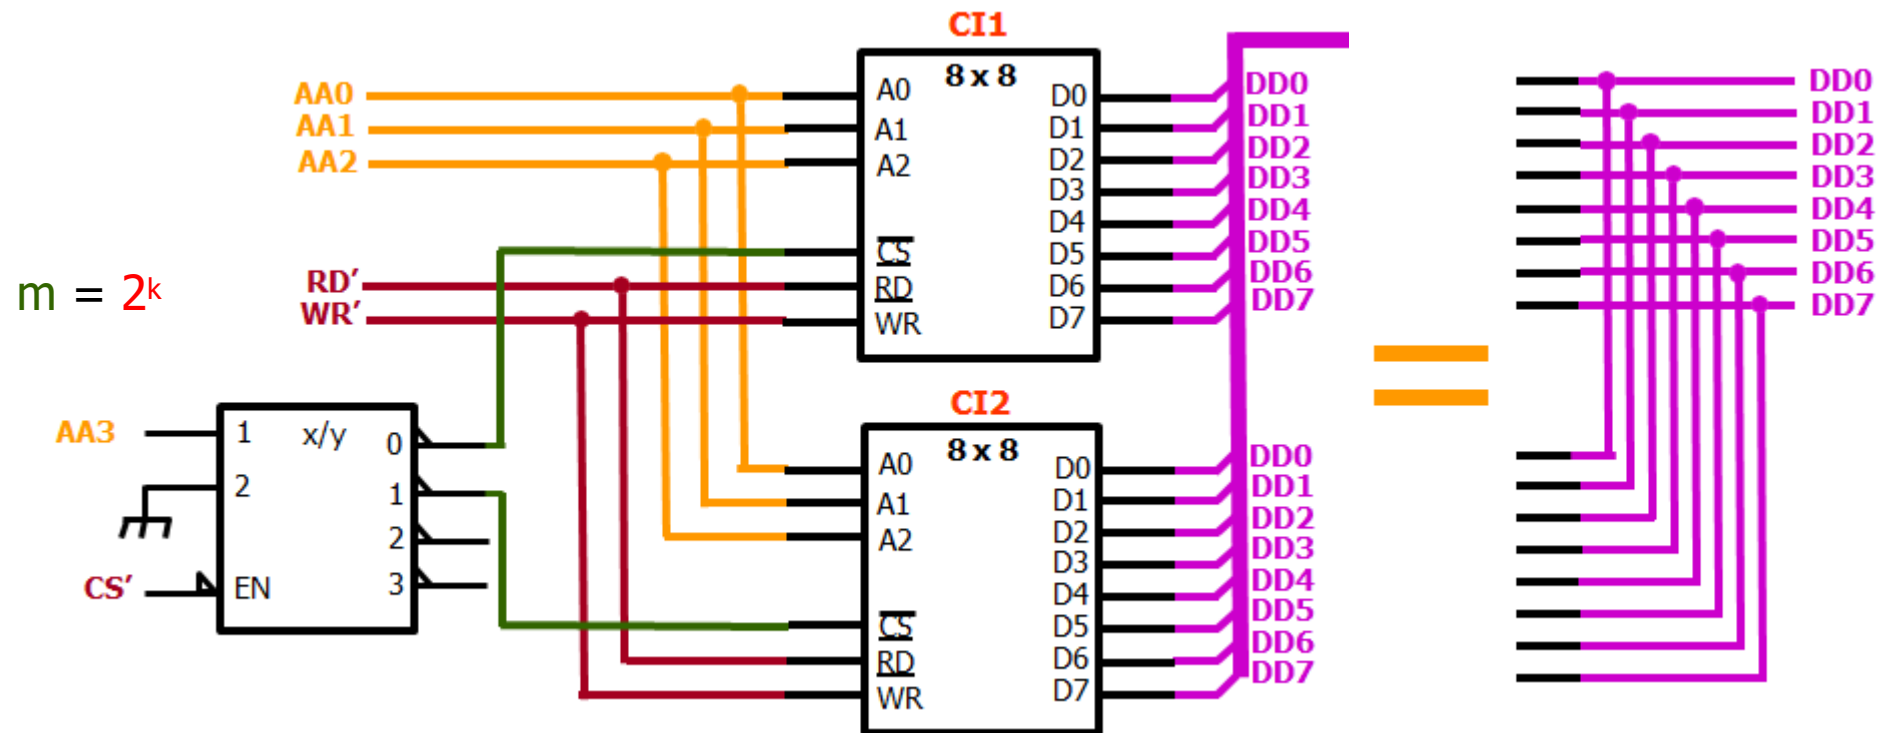 m = 2k
AA0
AA1
AA2
RD’
WR’
AA3
CS’
1
2
EN
x/y
0
1
2
3
CI1
8 x 8
A0
A1
A2
CS
RD
WR
D0
D1
D2
D3
D4
D5
D6
D7
DD0
DD1
DD2
DD3
DD4
DD5
DD6
DD7
CI2
8 x 8
A0
A1
A2
CS
RD
WR
D0
D1
D2
D3
D4
D5
D6
D7
DD0
DD1
DD2
DD3
DD4
DD5
DD6
DD7
DD0
DD1
DD2
DD3
DD4
DD5
DD6
DD7